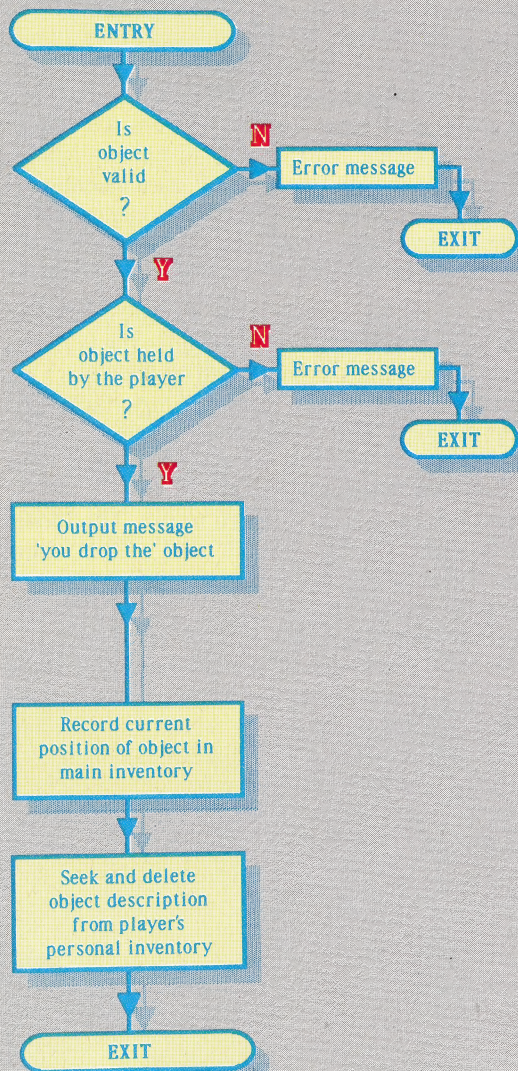 ENTRY
Is
object
valid
?
N
Error message
EXIT
Y
Is
object held
by the player
?
N
Error message
EXIT
Y
Output message
'you drop the' object
Record current
position of object in
main inventory
Seek and delete
object description
from player's
personal inventory
EXIT